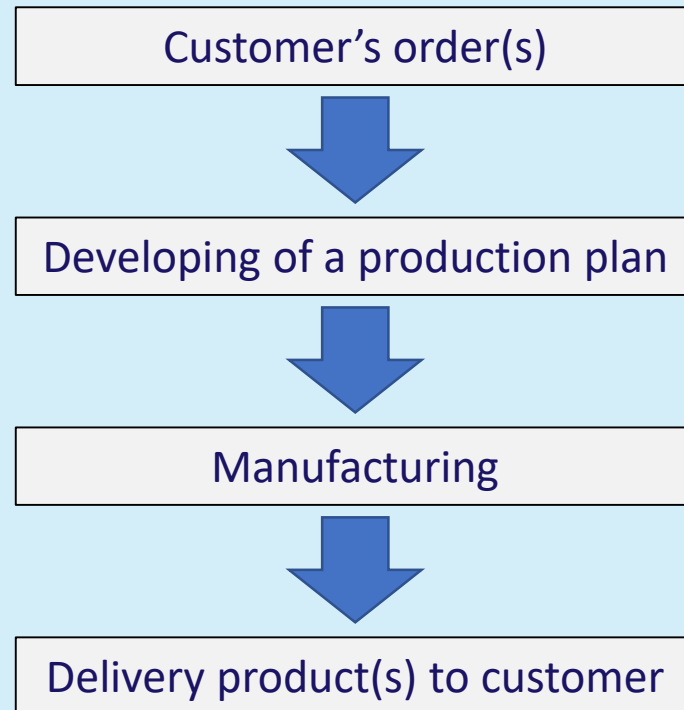 Customer’s order(s)
Developing of a production plan
Manufacturing
Delivery product(s) to customer